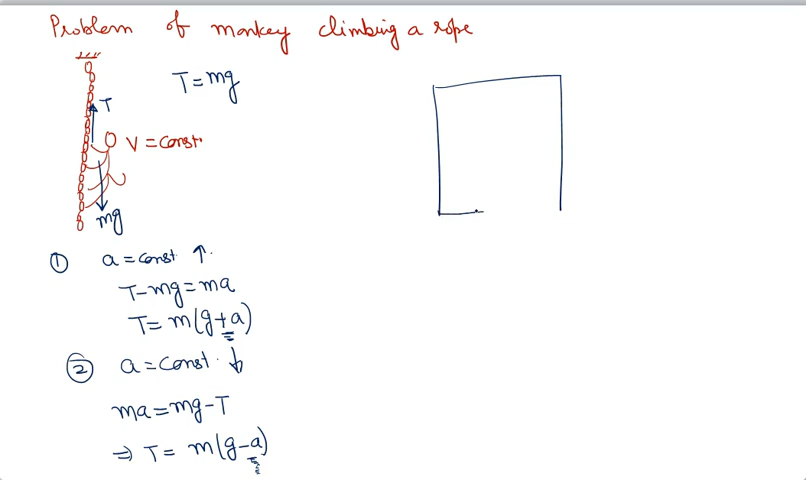 Problem of monkey climbing a rope
T = mg
T
V = const
mg
① a = const ↑
T - mg = ma
T = m(g + a)
② a = const. ↓
ma = mg - T
⇒ T = m(g - a)